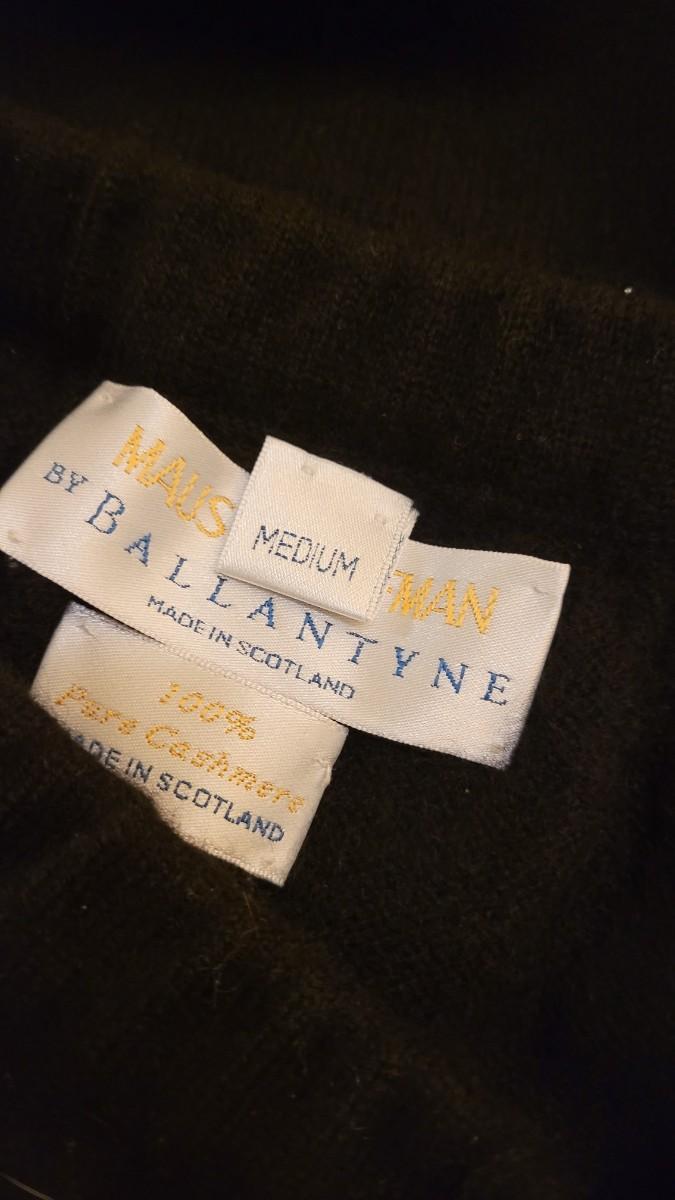 MAUS
MEDIUM
MAN
BY BALLANTYNE
MADE IN SCOTLAND
100%
Pure Cashmere
MADE IN SCOTLAND